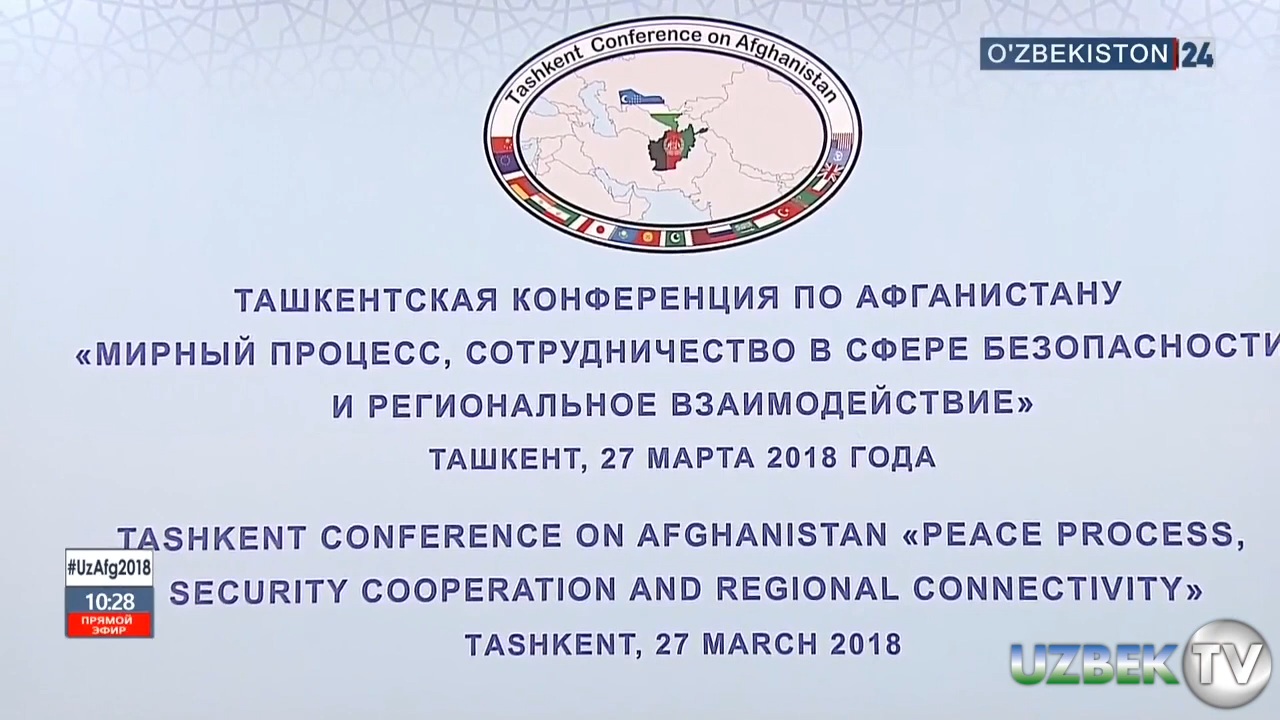 O'ZBEKISTON 24
Tashkent Conference on Afghanistan
ТАШКЕНТСКАЯ КОНФЕРЕНЦИЯ ПО АФГАНИСТАНУ
«МИРНЫЙ ПРОЦЕСС, СОТРУДНИЧЕСТВО В СФЕРЕ БЕЗОПАСНОСТИ
И РЕГИОНАЛЬНОЕ ВЗАИМОДЕЙСТВИЕ»
ТАШКЕНТ, 27 МАРТА 2018 ГОДА
TASHKENT CONFERENCE ON AFGHANISTAN «PEACE PROCESS,
SECURITY COOPERATION AND REGIONAL CONNECTIVITY»
TASHKENT, 27 MARCH 2018
#UzAfg2018
10:28
ПРЯМОЙ
ЭФИР
UZBEK TV